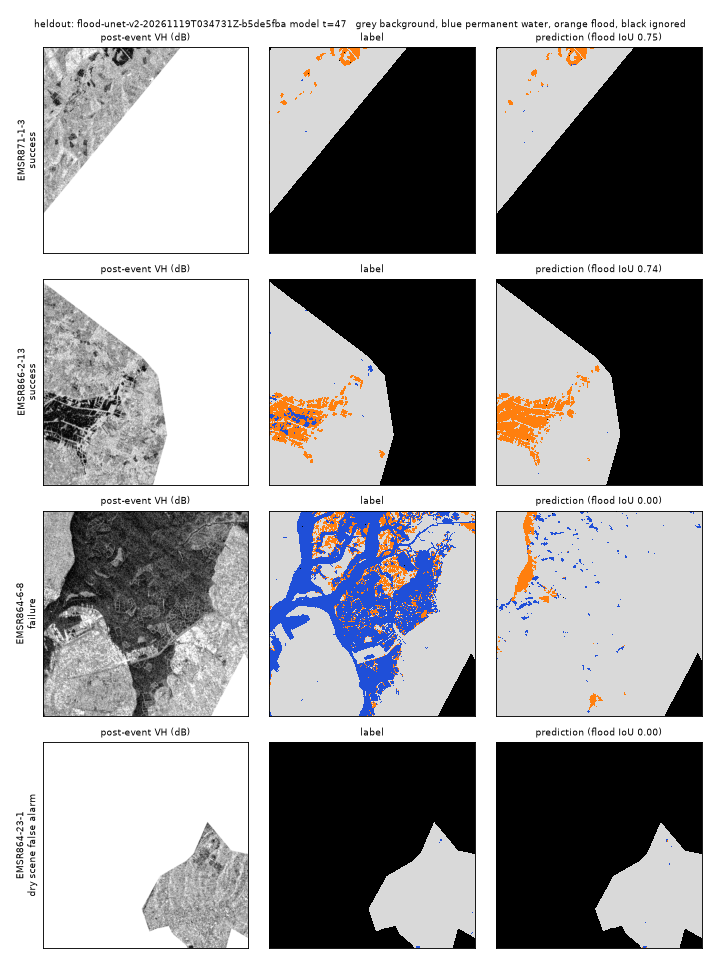 heldout: flood-unet-v2-20261119T034731Z-b5de5fba model t=47   grey background, blue permanent water, orange flood, black ignored
post-event VH (dB)
label
prediction (flood IoU 0.75)
EMSR871-1-3
success
post-event VH (dB)
label
prediction (flood IoU 0.74)
EMSR866-2-13
success
post-event VH (dB)
label
prediction (flood IoU 0.00)
EMSR864-6-8
failure
post-event VH (dB)
label
prediction (flood IoU 0.00)
EMSR864-23-1
dry scene false alarm